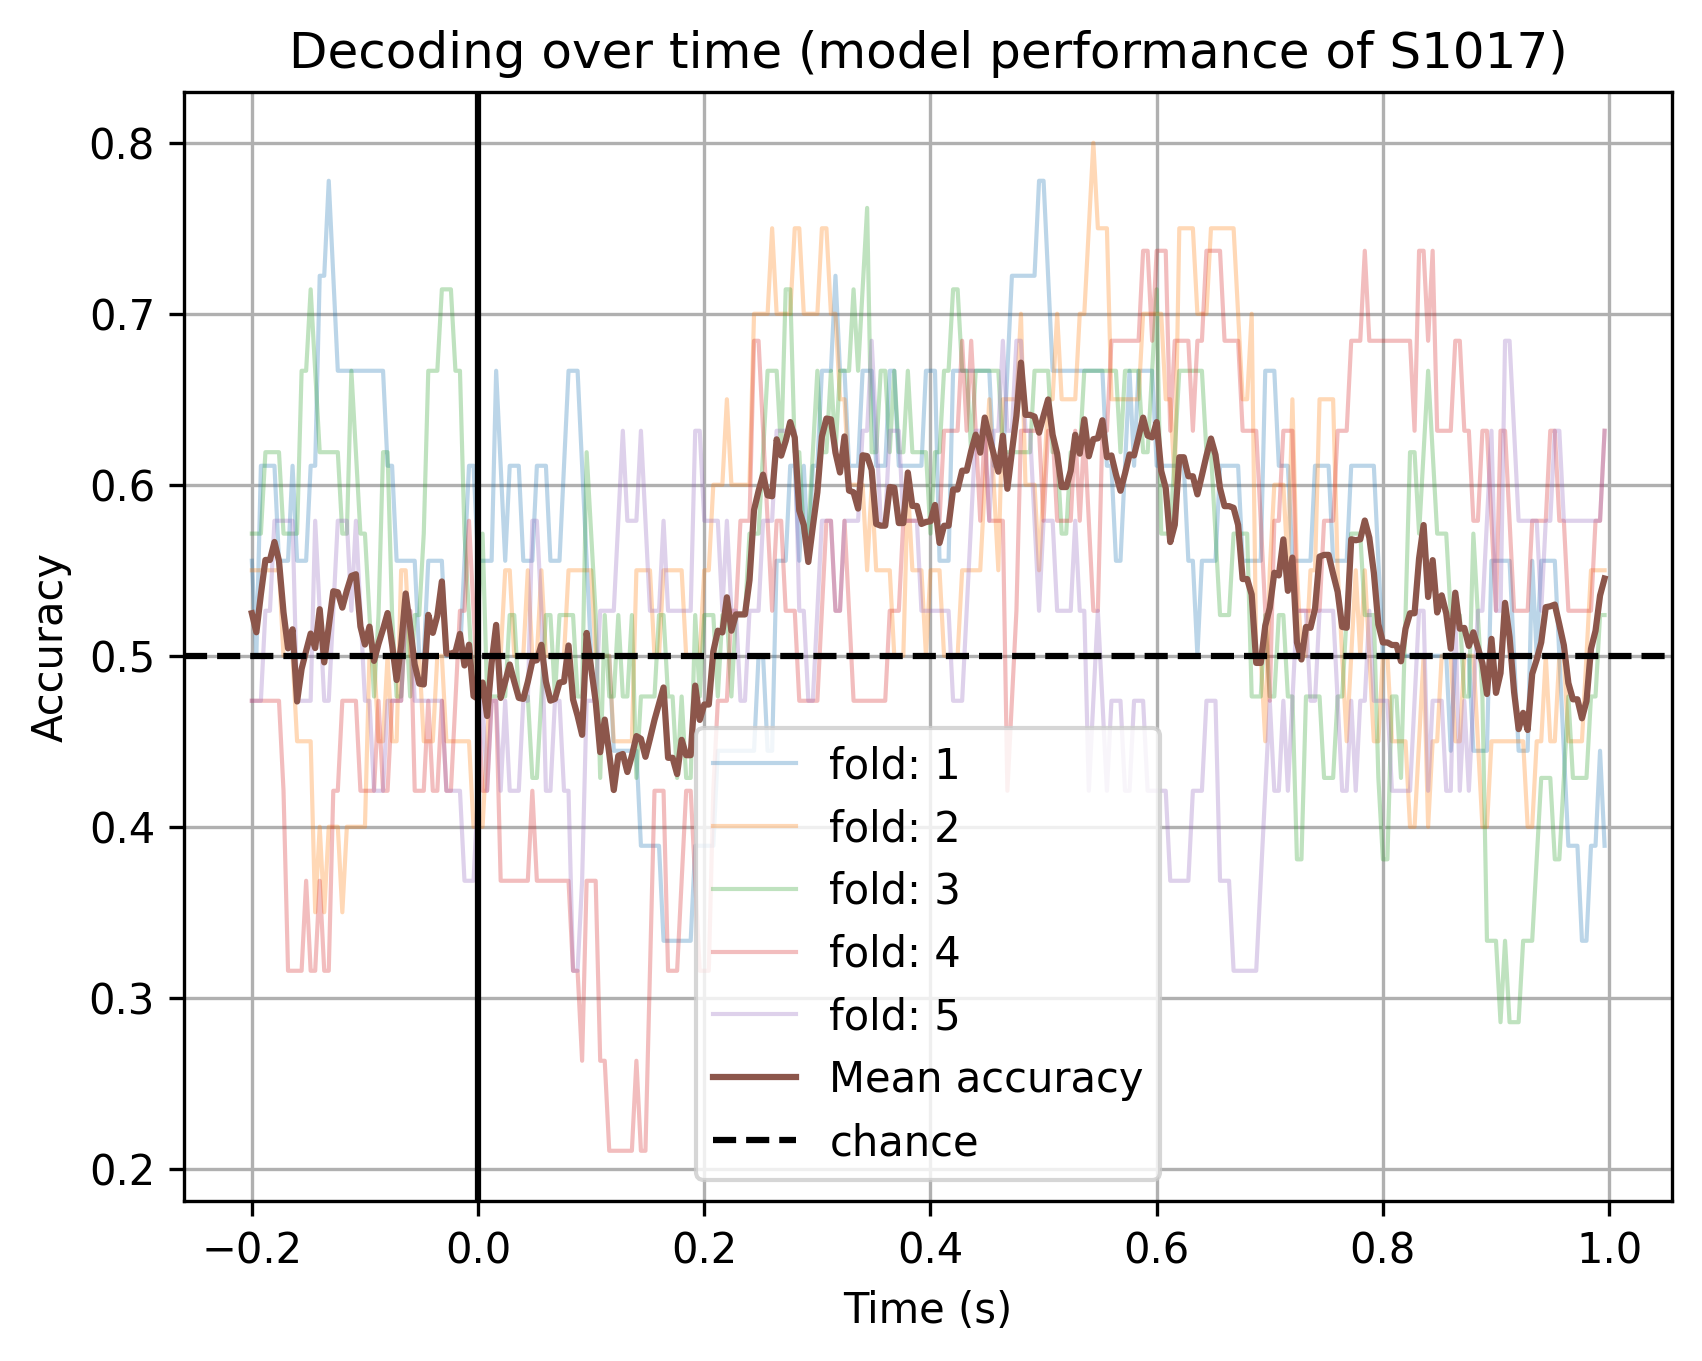 Decoding over time (model performance of S1017)
Accuracy
0.8
0.7
0.6
0.5
0.4
0.3
0.2
fold: 1
fold: 2
fold: 3
fold: 4
fold: 5
Mean accuracy
chance
−0.2 0.0 0.2 0.4 0.6 0.8 1.0
Time (s)